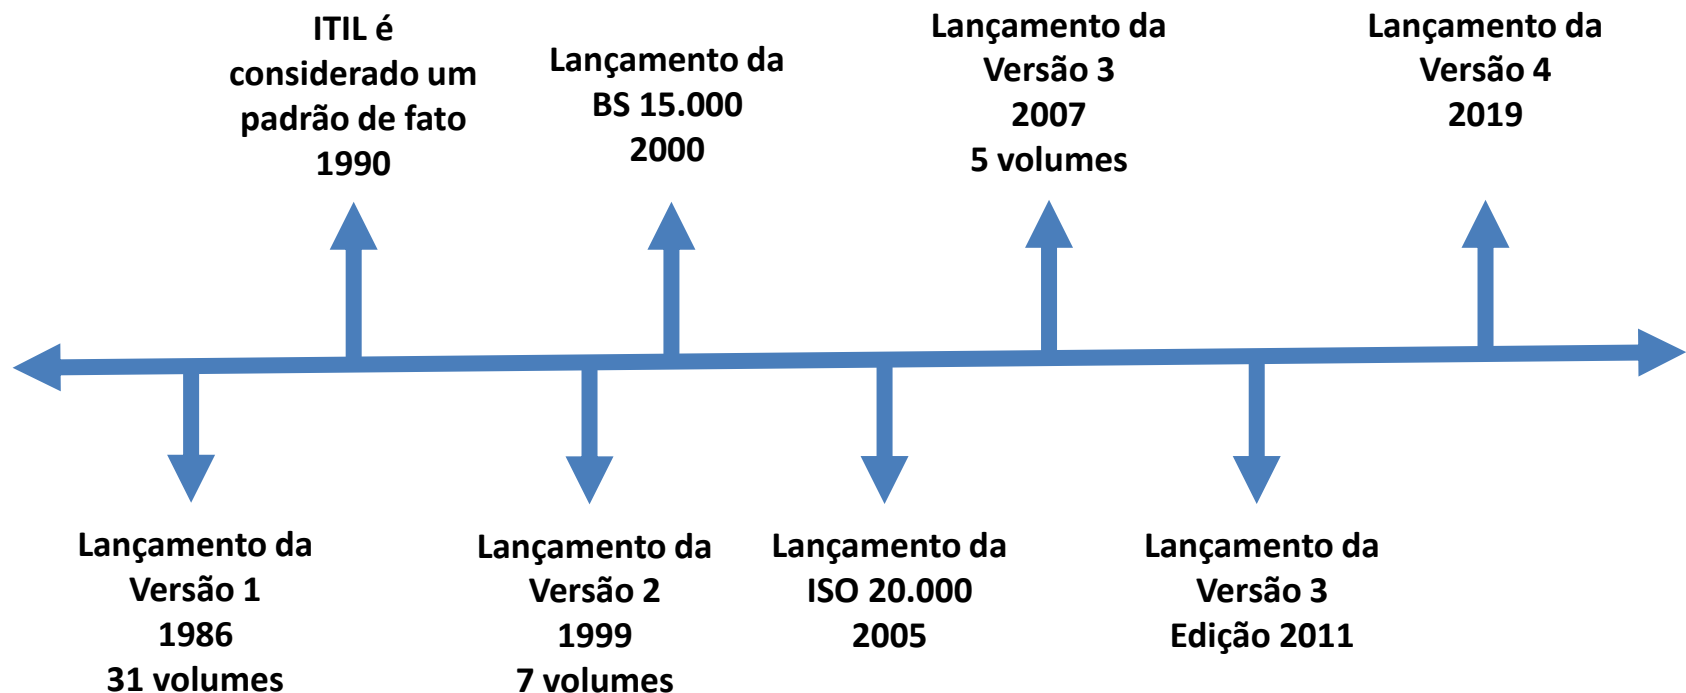 ITIL é
considerado um
padrão de fato
1990
Lançamento da
BS 15.000
2000
Lançamento da
Versão 3
2007
5 volumes
Lançamento da
Versão 4
2019
Lançamento da
Versão 1
1986
31 volumes
Lançamento da
Versão 2
1999
7 volumes
Lançamento da
ISO 20.000
2005
Lançamento da
Versão 3
Edição 2011